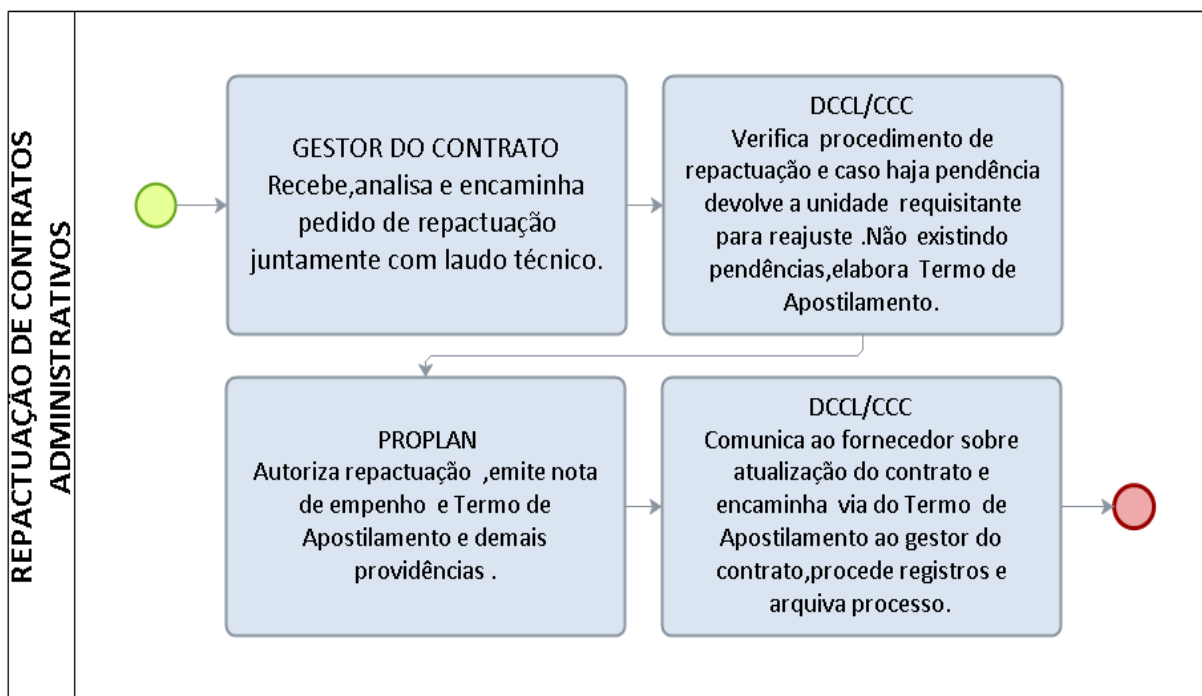 REPACTUAÇÃO DE CONTRATOS
ADMINISTRATIVOS
GESTOR DO CONTRATO
Recebe,analisa e encaminha
pedido de repactuação
juntamente com laudo técnico.
DCCL/CCC
Verifica procedimento de
repactuação e caso haja pendência
devolve a unidade requisitante
para reajuste .Não existindo
pendências,elabora Termo de
Apostilamento.
PROPLAN
Autoriza repactuação ,emite nota
de empenho e Termo de
Apostilamento e demais
providências .
DCCL/CCC
Comunica ao fornecedor sobre
atualização do contrato e
encaminha via do Termo de
Apostilamento ao gestor do
contrato,procede registros e
arquiva processo.